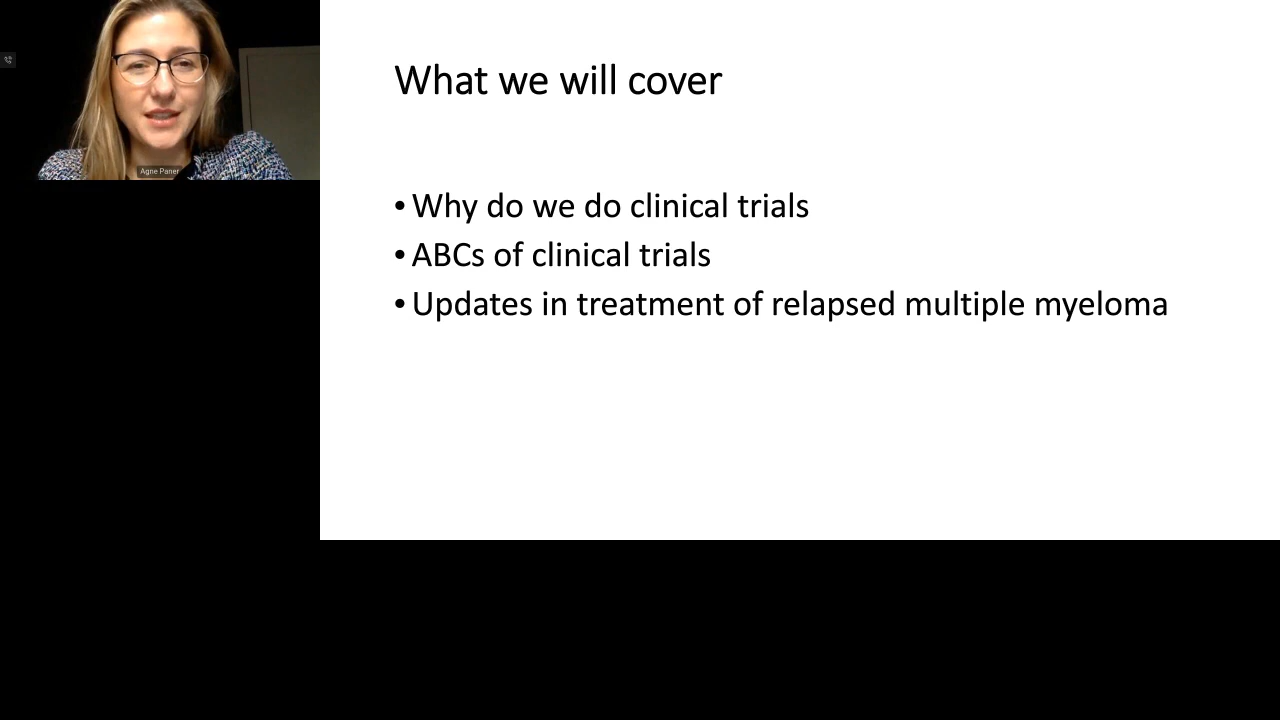 What we will cover
• Why do we do clinical trials
• ABCs of clinical trials
• Updates in treatment of relapsed multiple myeloma
Agne Paner